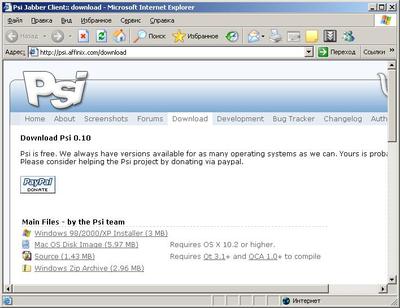 Psi Jabber Client:: download - Microsoft Internet Explorer
Файл Правка Вид Избранное Сервис Справка
Назад Поиск Избранное
Адрес: http://psi.affinix.com/download Переход Ссылки »
Psi
Home About Screenshots Forums Download Development Bug Tracker Changelog Auth
Download Psi 0.10
Psi is free. We always have versions available for as many operating systems as we can. Yours is proba
Please consider helping the Psi project by donating via paypal.
PayPal
DONATE
Main Files - by the Psi team
Windows 98/2000/XP Installer (3 MB)
Mac OS Disk Image (5.97 MB) Requires OS X 10.2 or higher.
Source (1.43 MB) Requires Qt 3.1+ and QCA 1.0+ to compile
Windows Zip Archive (2.96 MB)
Интернет